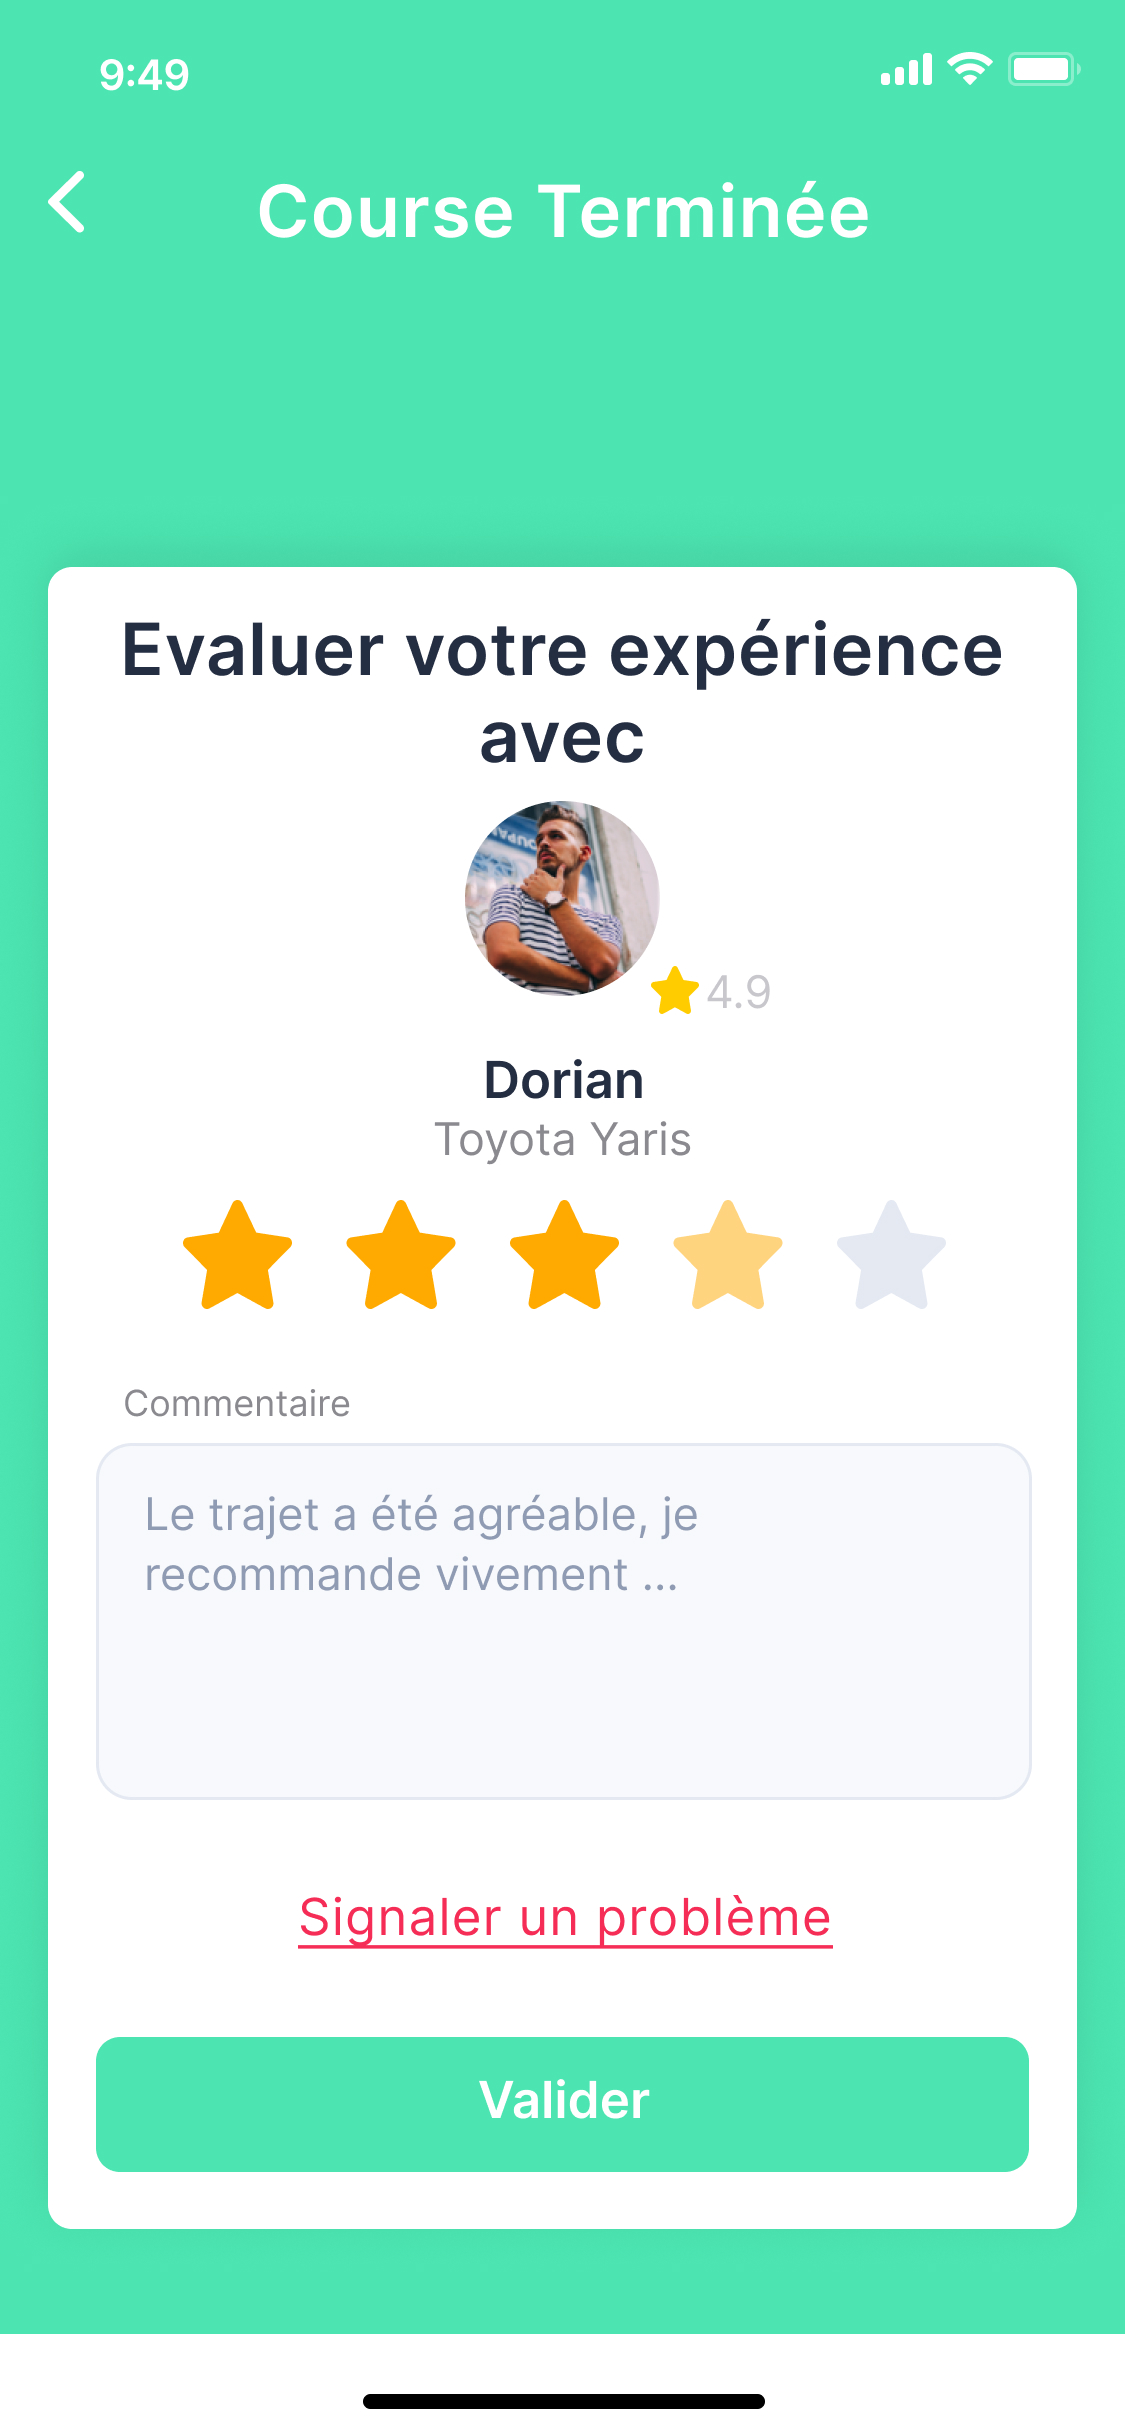 9:49
Course Terminée
Evaluer votre expérience
avec
4.9
Dorian
Toyota Yaris
Commentaire
Le trajet a été agréable, je
recommande vivement ...
Signaler un problème
Valider